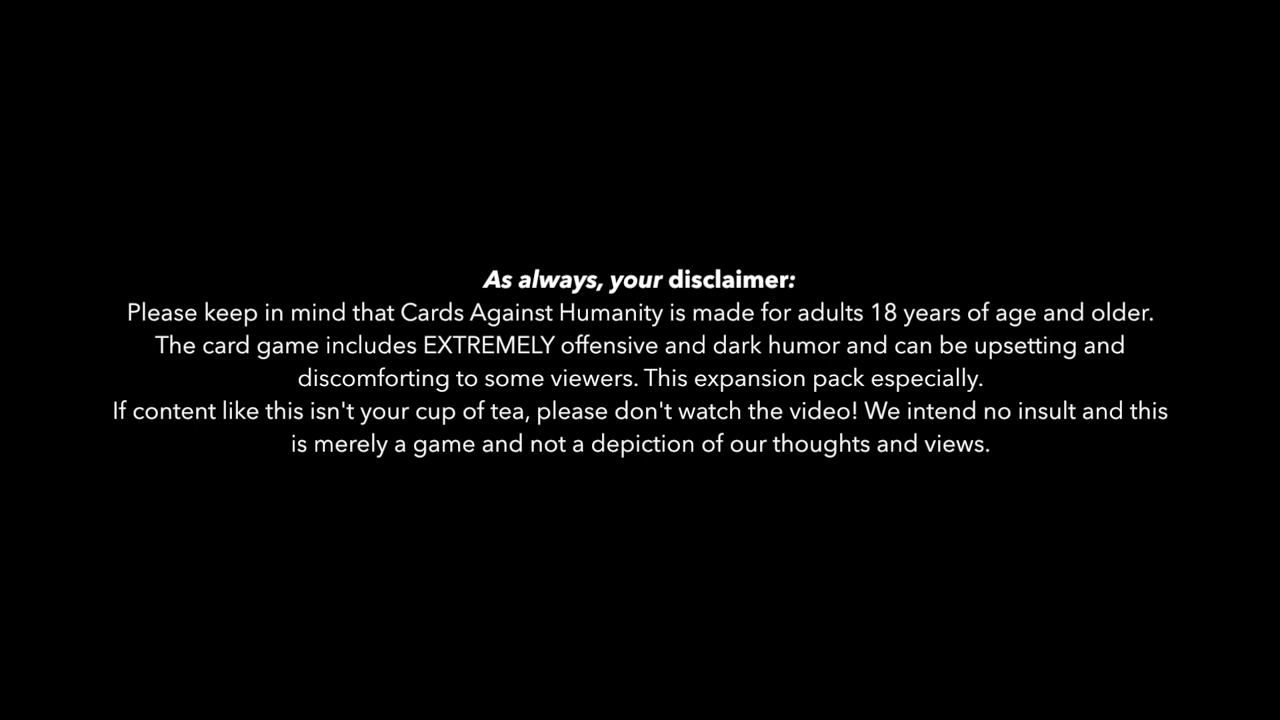 As always, your disclaimer:
Please keep in mind that Cards Against Humanity is made for adults 18 years of age and older.
The card game includes EXTREMELY offensive and dark humor and can be upsetting and
discomforting to some viewers. This expansion pack especially.
If content like this isn't your cup of tea, please don't watch the video! We intend no insult and this
is merely a game and not a depiction of our thoughts and views.